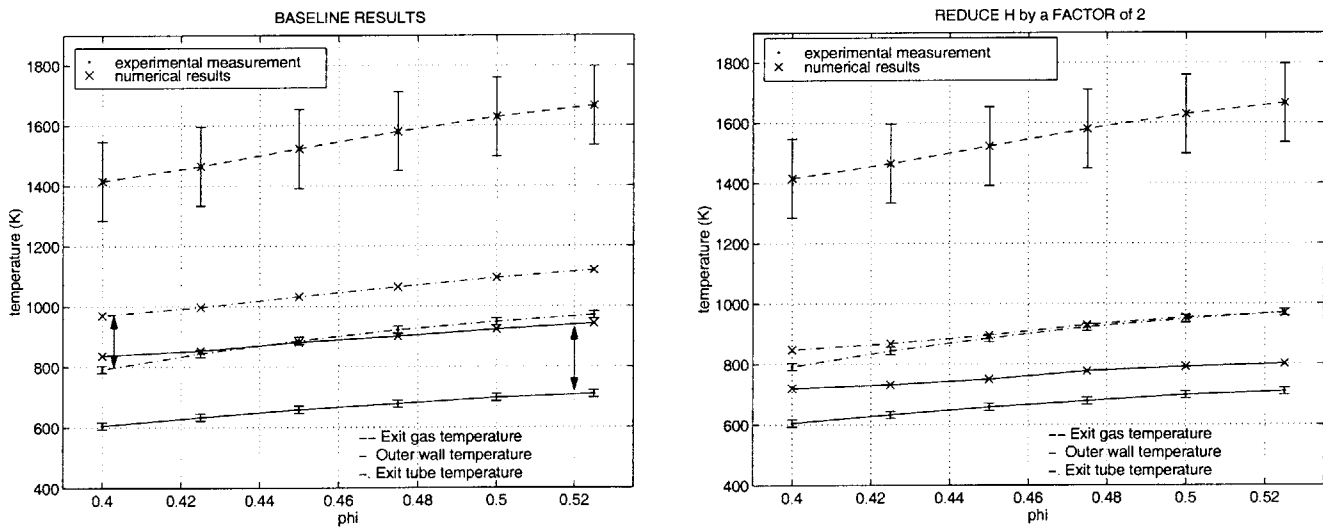 BASELINE RESULTS
experimental measurement
numerical results
1800
1600
1400
1200
1000
800
600
400
temperature (K)
Exit gas temperature
Outer wall temperature
Exit tube temperature
0.4
0.42
0.44
0.46
0.48
0.5
0.52
phi
REDUCE H by a FACTOR of 2
experimental measurement
numerical results
1800
1600
1400
1200
1000
800
600
400
temperature (K)
Exit gas temperature
Outer wall temperature
Exit tube temperature
0.4
0.42
0.44
0.46
0.48
0.5
0.52
phi